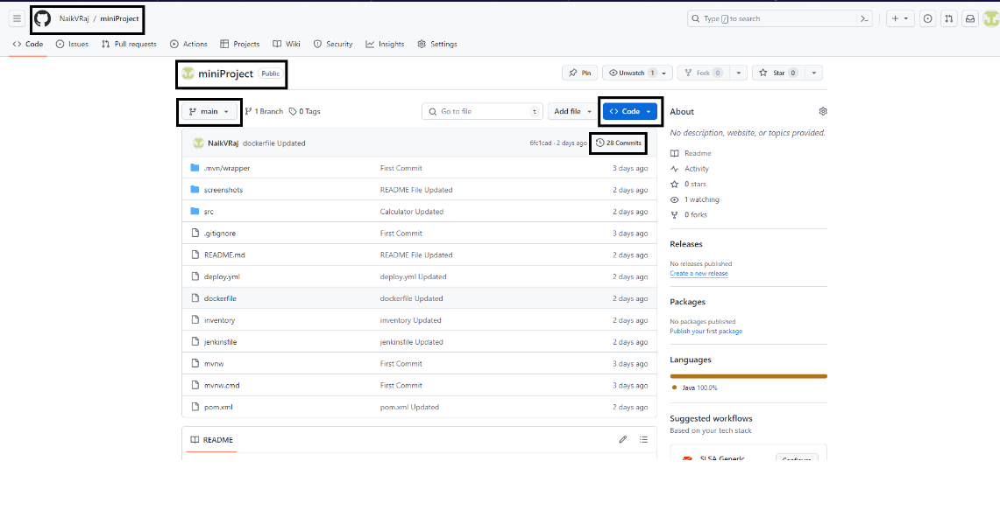 NaikVRaj / miniProject
Type / to search
Code Issues Pull requests Actions Projects Wiki Security Insights Settings
miniProject Public
Pin Unwatch 1 Fork 0 Star 0
main 1 Branch 0 Tags Go to file t Add file Code
NaikVRaj dockerfile Updated 6fc1cad · 2 days ago 28 Commits
.mvn/wrapper First Commit 3 days ago
screenshots README File Updated 2 days ago
src Calculator Updated 2 days ago
.gitignore First Commit 3 days ago
README.md README File Updated 2 days ago
deploy.yml deploy.yml Updated 2 days ago
dockerfile dockerfile Updated 2 days ago
inventory inventory Updated 2 days ago
jenkinsfile jenkinsfile Updated 2 days ago
mvnw First Commit 3 days ago
mvnw.cmd First Commit 3 days ago
pom.xml pom.xml Updated 2 days ago
README
About
No description, website, or topics provided.
Readme
Activity
0 stars
1 watching
0 forks
Releases
No releases published
Create a new release
Packages
No packages published
Publish your first package
Languages
Java 100.0%
Suggested workflows
Based on your tech stack
SLSA Generic Configure